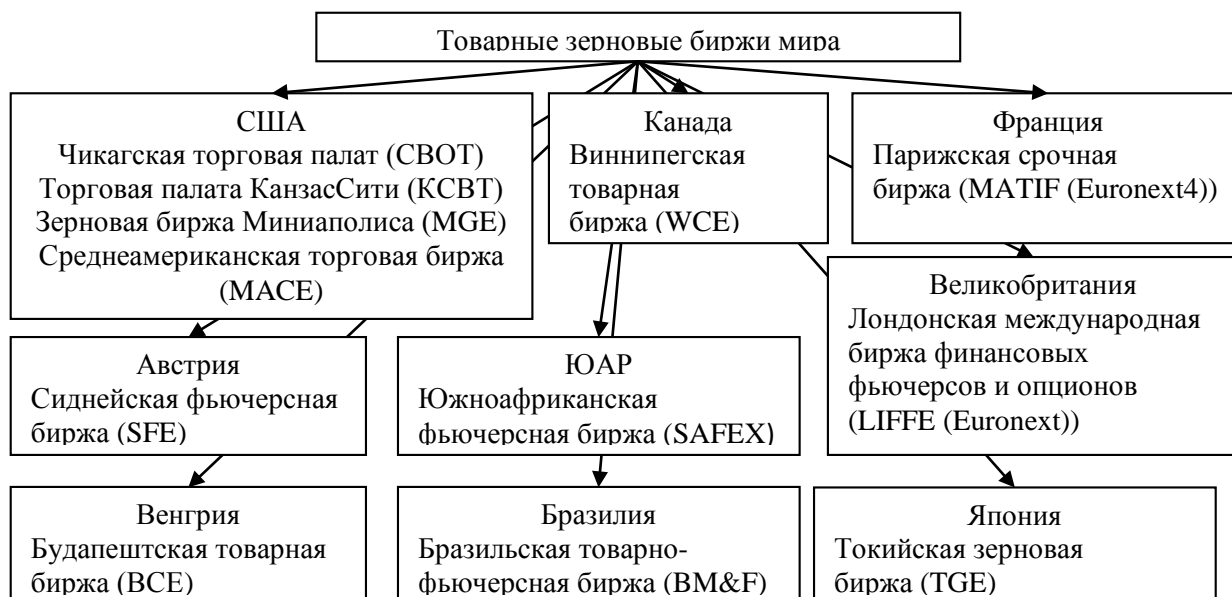 Товарные зерновые биржи мира
США
Чикагская торговая палат (CBOT)
Торговая палата КанзасСити (КСВТ)
Зерновая биржа Миниаполиса (MGE)
Среднеамериканская торговая биржа
(MACE)
Канада
Виннипегская
товарная
биржа (WCE)
Франция
Парижская срочная
биржа (MATIF (Euronext4))
Великобритания
Лондонская международная
биржа финансовых
фьючерсов и опционов
(LIFFE (Euronext))
Австрия
Сиднейская фьючерсная
биржа (SFE)
ЮАР
Южноафриканская
фьючерсная биржа (SAFEX)
Венгрия
Будапештская товарная
биржа (BCE)
Бразилия
Бразильская товарно-
фьючерсная биржа (BM&F)
Япония
Токийская зерновая
биржа (TGE)